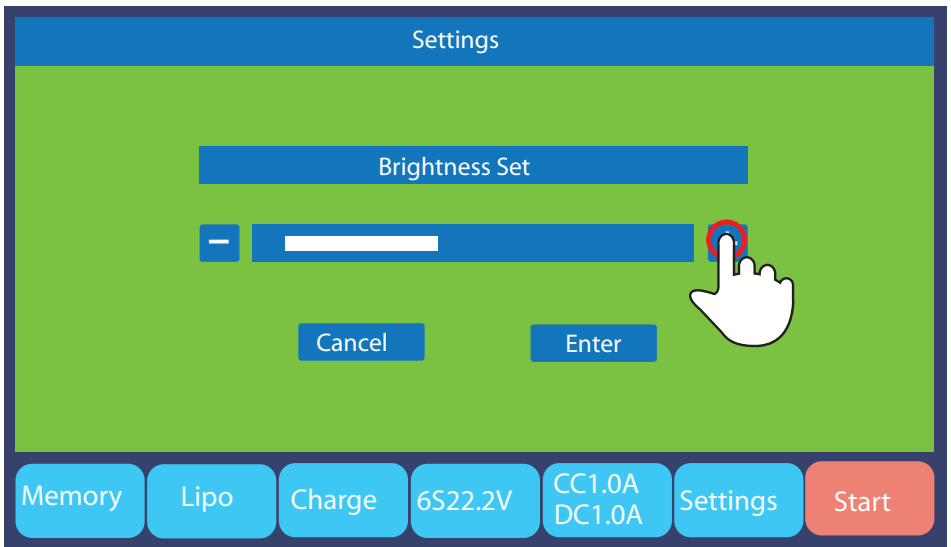 Settings
Brightness Set
−
Cancel Enter
Memory Lipo Charge 6S22.2V CC1.0A Settings Start
DC1.0A